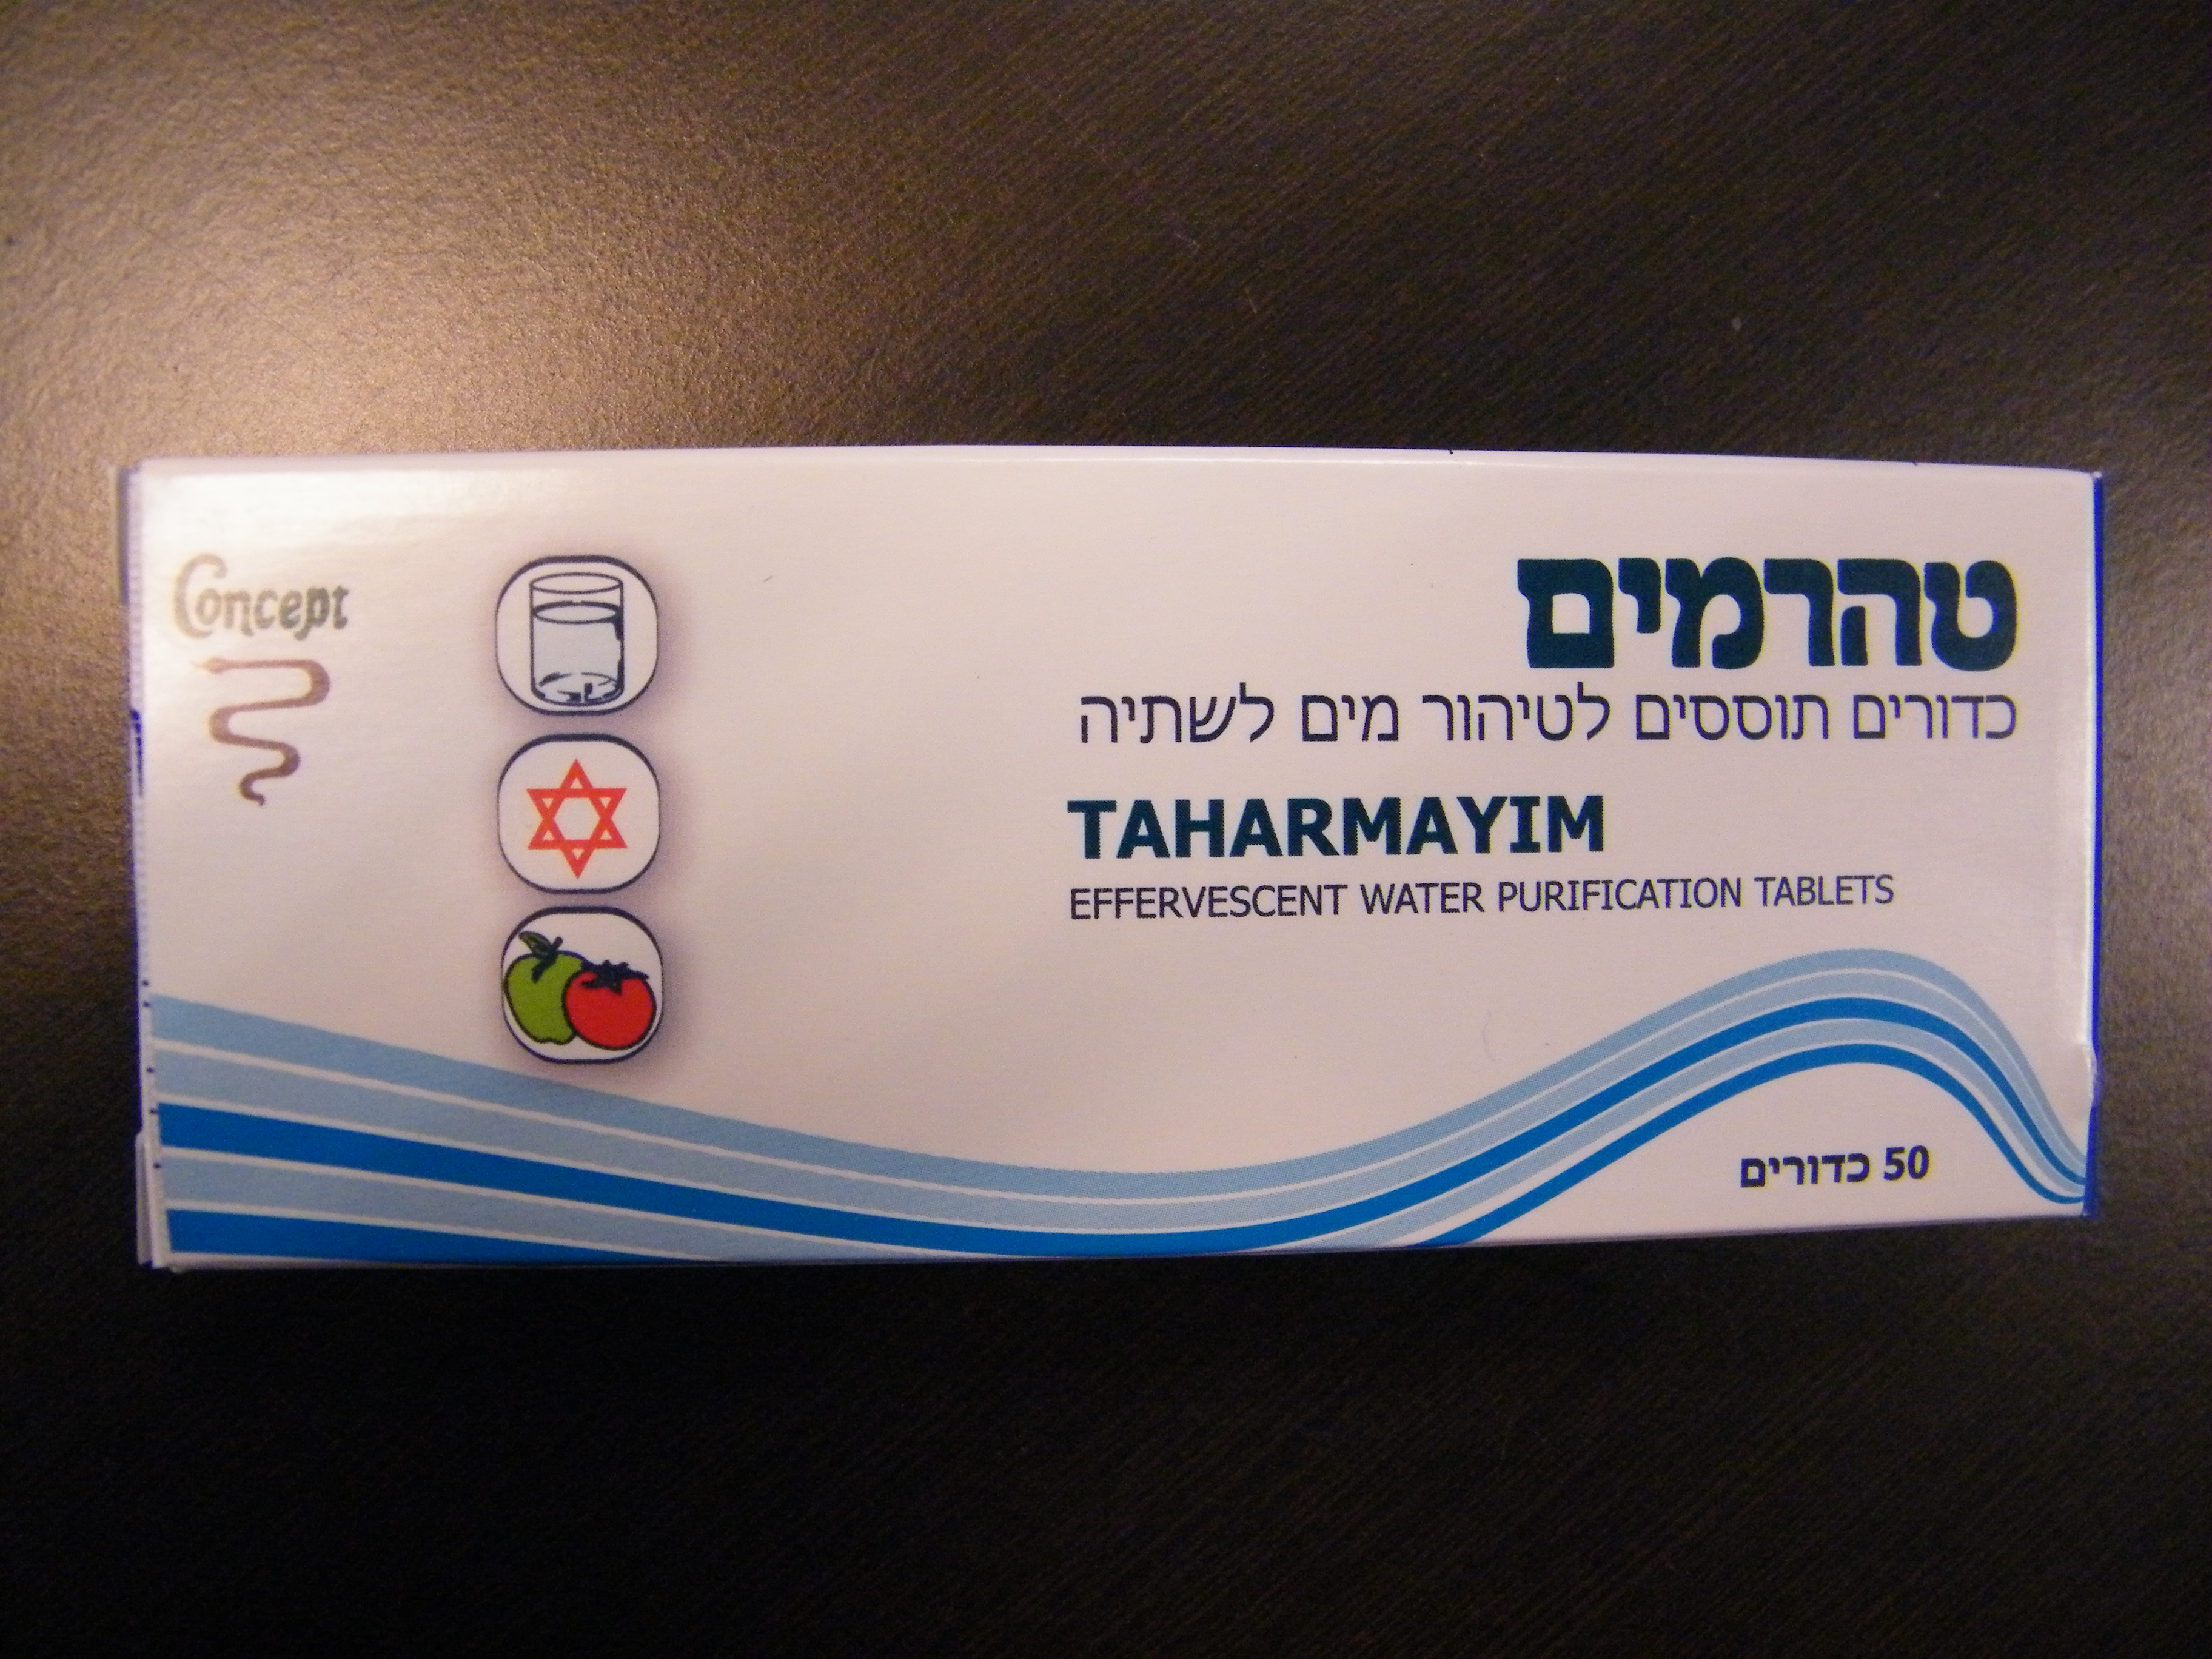 Concept
טהרמים
כדורים תוססים לטיהור מים לשתיה
TAHARMAYIM
EFFERVESCENT WATER PURIFICATION TABLETS
50 כדורים